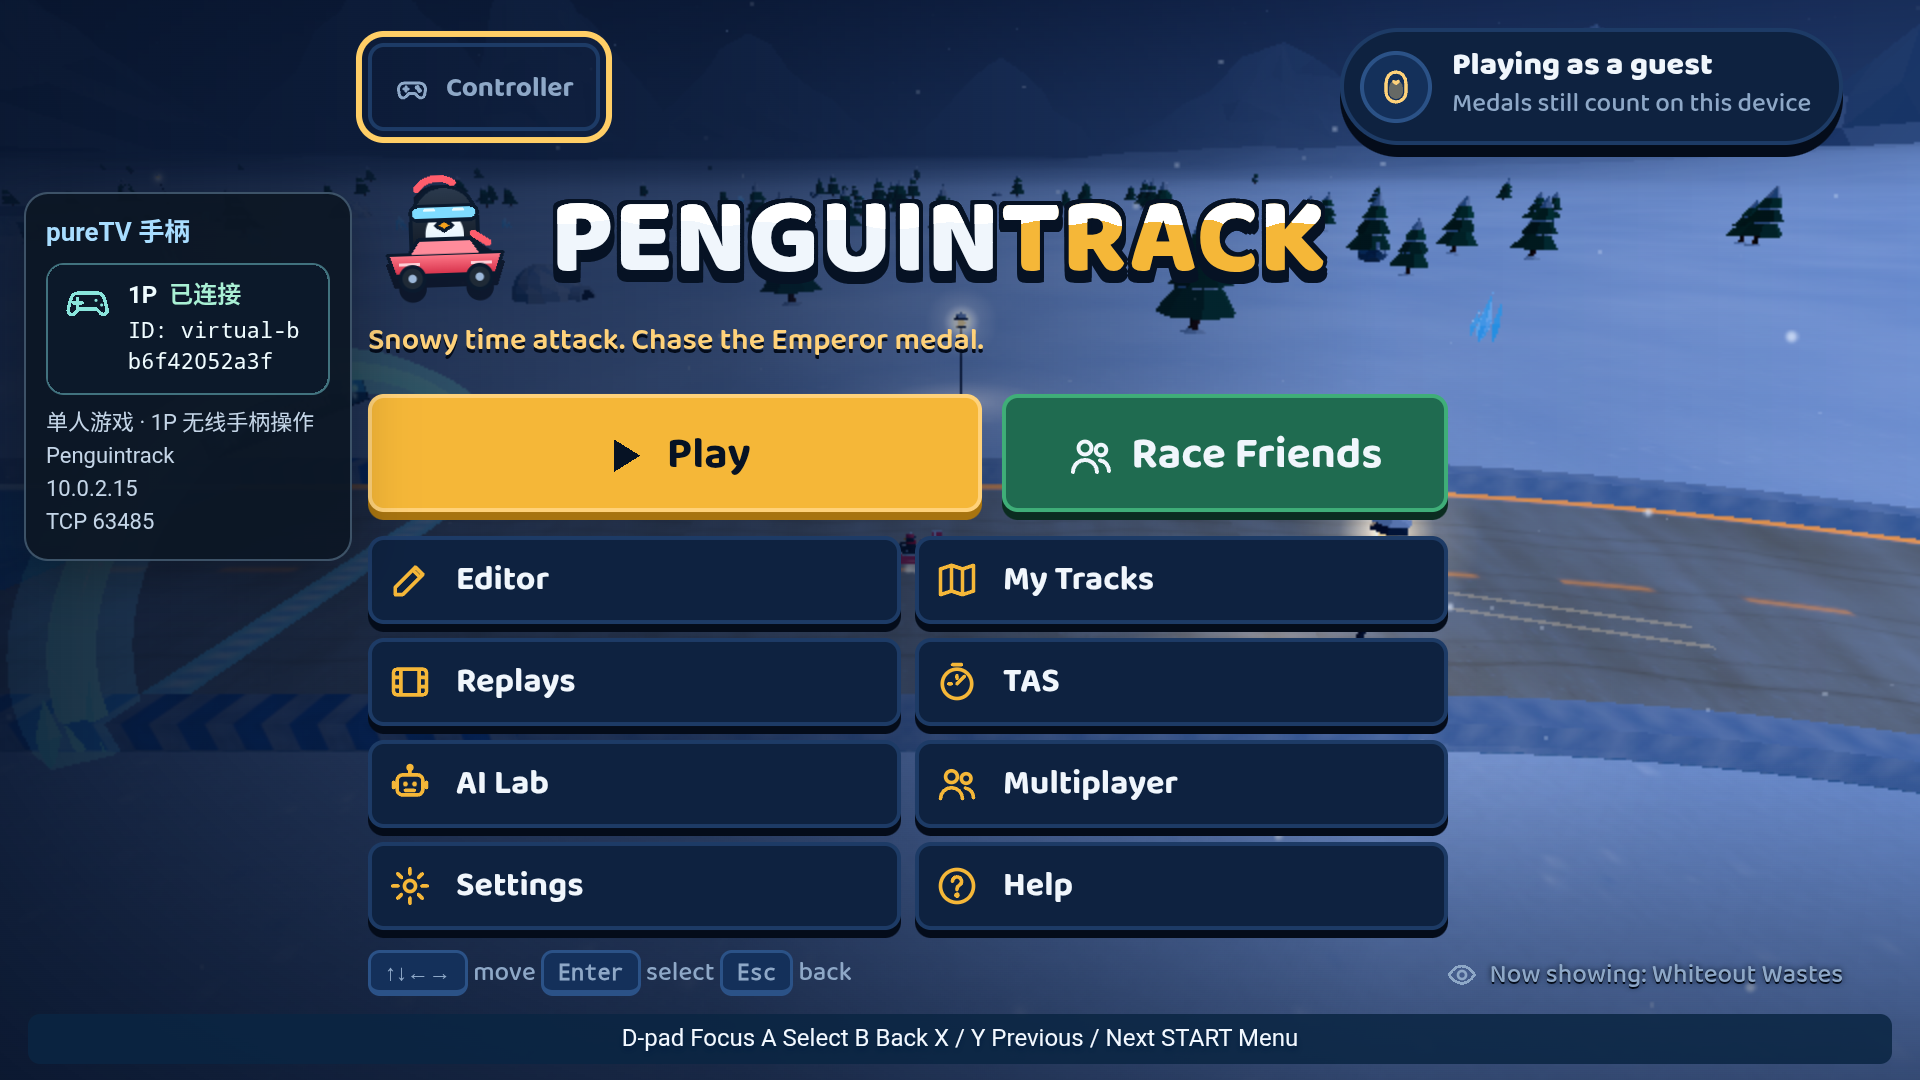 Controller
Playing as a guest
Medals still count on this device
pureTV 手柄
1P 已连接
ID: virtual-b
b6f42052a3f
单人游戏 · 1P 无线手柄操作
Penguintrack
10.0.2.15
TCP 63485
PENGUINTRACK
Snowy time attack. Chase the Emperor medal.
Play
Race Friends
Editor
My Tracks
Replays
TAS
AI Lab
Multiplayer
Settings
Help
↑↓←→ move Enter select Esc back
Now showing: Whiteout Wastes
D-pad Focus A Select B Back X / Y Previous / Next START Menu